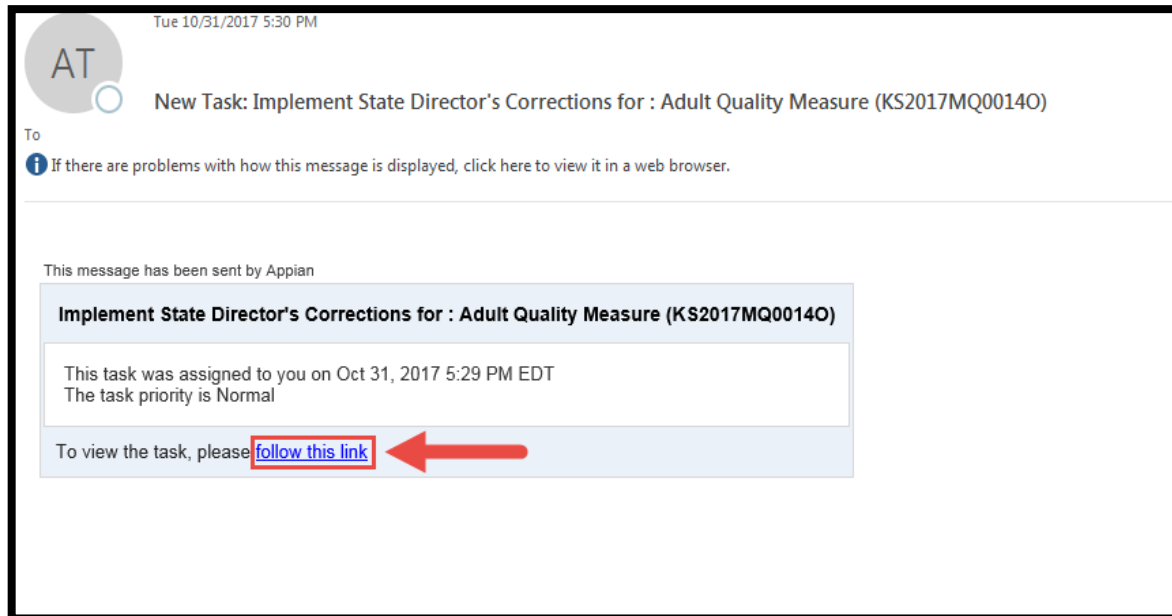 Tue 10/31/2017 5:30 PM
AT
New Task: Implement State Director's Corrections for : Adult Quality Measure (KS2017MQ0014O)
To
If there are problems with how this message is displayed, click here to view it in a web browser.
This message has been sent by Appian
Implement State Director's Corrections for : Adult Quality Measure (KS2017MQ0014O)
This task was assigned to you on Oct 31, 2017 5:29 PM EDT
The task priority is Normal
To view the task, please follow this link